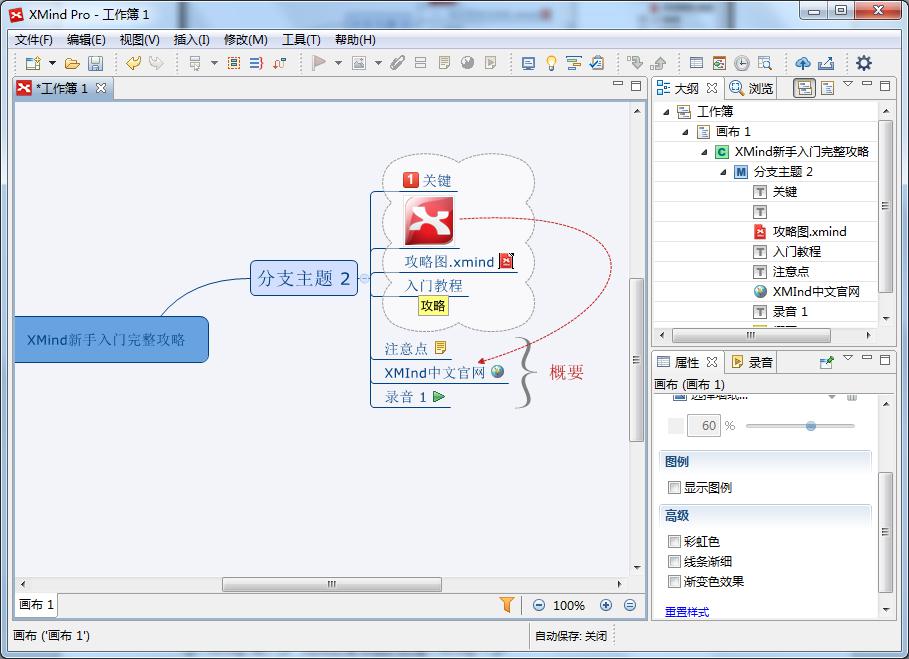 XMind Pro - 工作簿 1
文件(F) 编辑(E) 视图(V) 插入(I) 修改(M) 工具(T) 帮助(H)
*工作簿 1
1 关键
攻略图.xmind
入门教程
攻略
分支主题 2
XMind新手入门完整攻略
注意点
XMInd中文官网
录音 1
概要
画布 1
100%
画布 ('画布 1')
自动保存: 关闭
大纲 浏览
工作簿
画布 1
C XMind新手入门完整攻略
M 分支主题 2
T 关键
T
攻略图.xmind
T 入门教程
T 注意点
XMInd中文官网
T 录音 1
属性 录音
画布 (画布 1)
60 %
图例
显示图例
高级
彩虹色
线条渐细
渐变色效果
重置样式